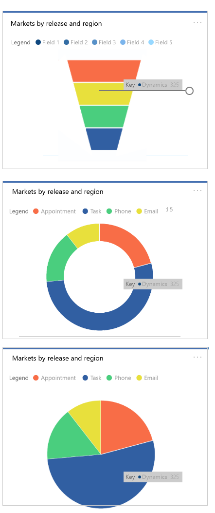 Markets by release and region
Legend Field 1 Field 2 Field 3 Field 4 Field 5
Key Dynamics
Markets by release and region
Legend Appointment Task Phone Email
Key Dynamics
Markets by release and region
Legend Appointment Task Phone Email
Key Dynamics